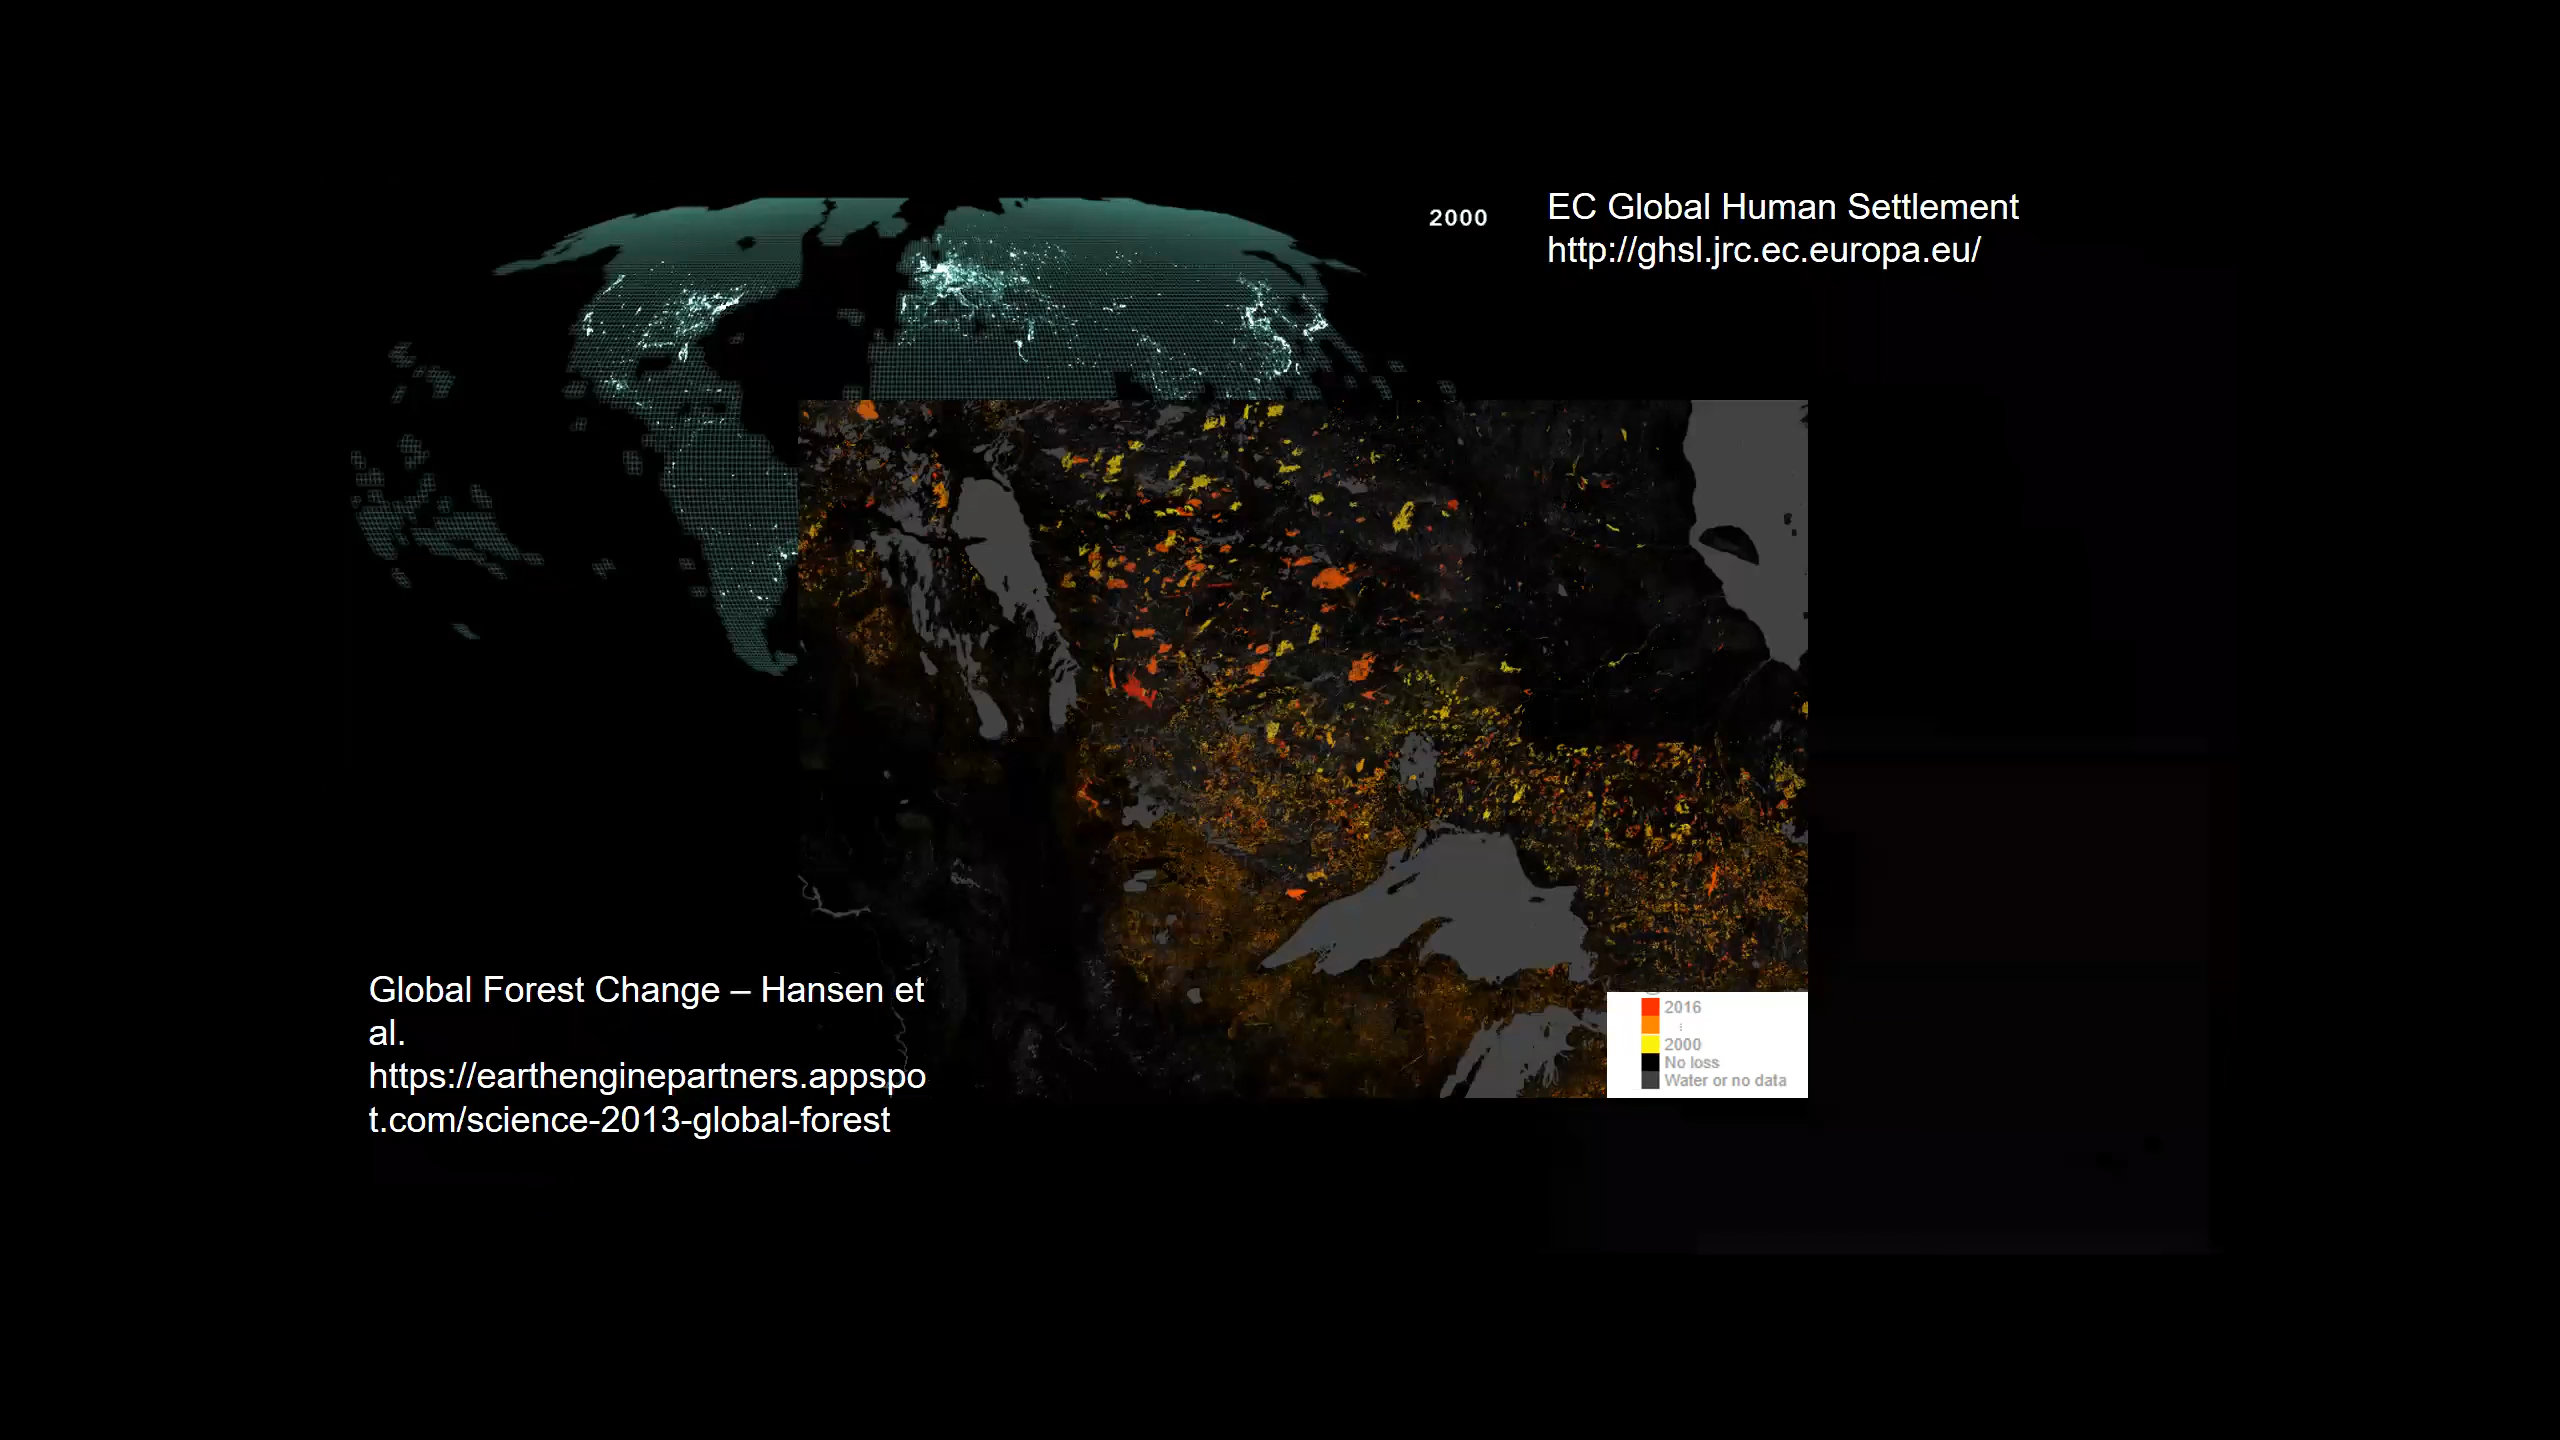 2000
EC Global Human Settlement
http://ghsl.jrc.ec.europa.eu/
Global Forest Change – Hansen et
al.
https://earthenginepartners.appspo
t.com/science-2013-global-forest
2016
2000
No loss
Water or no data